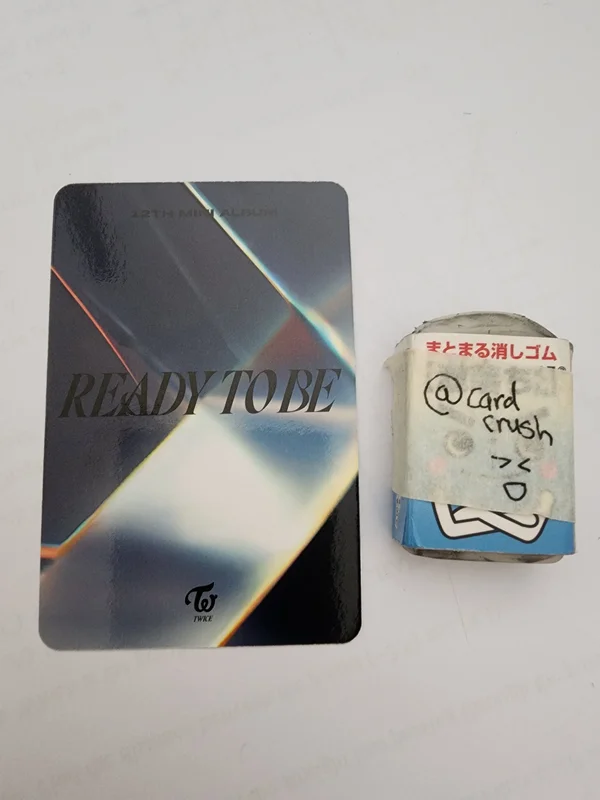 12TH MINI ALBUM
READY TO BE
TWICE
まとまる消しゴム
@card
crush